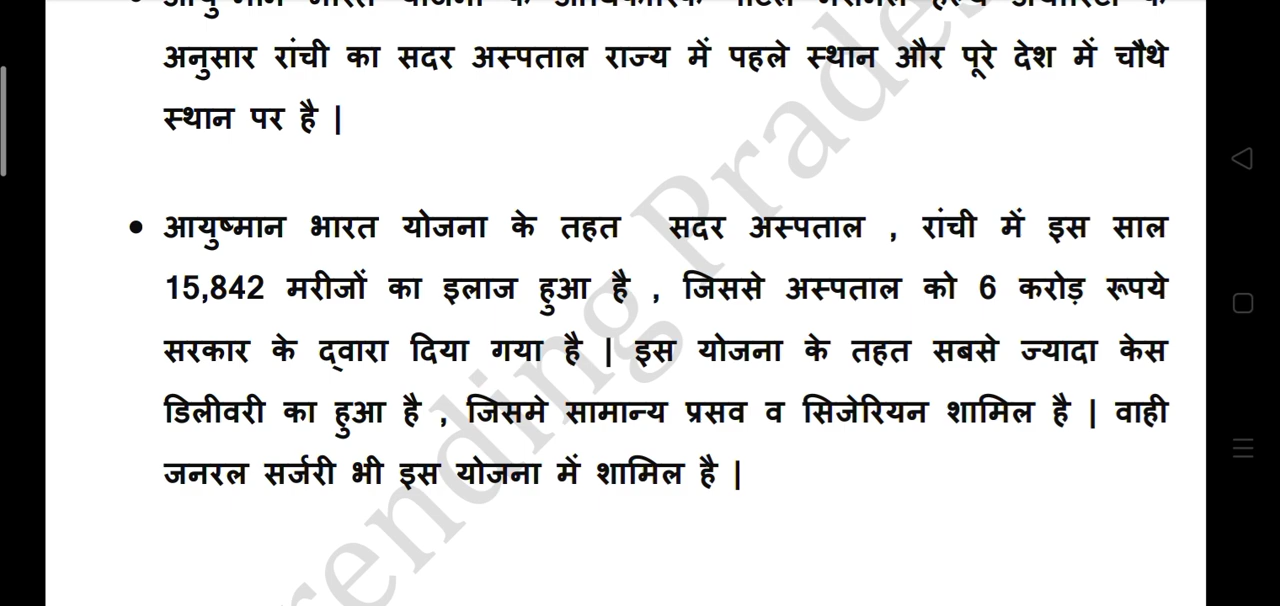 अनुसार रांची का सदर अस्पताल राज्य में पहले स्थान और पूरे देश में चौथे
स्थान पर है |
• आयुष्मान भारत योजना के तहत सदर अस्पताल , रांची में इस साल
15,842 मरीजों का इलाज हुआ है , जिससे अस्पताल को 6 करोड़ रूपये
सरकार के द्वारा दिया गया है | इस योजना के तहत सबसे ज्यादा केस
डिलीवरी का हुआ है , जिसमे सामान्य प्रसव व सिजेरियन शामिल है | वाही
जनरल सर्जरी भी इस योजना में शामिल है |
rending Prade